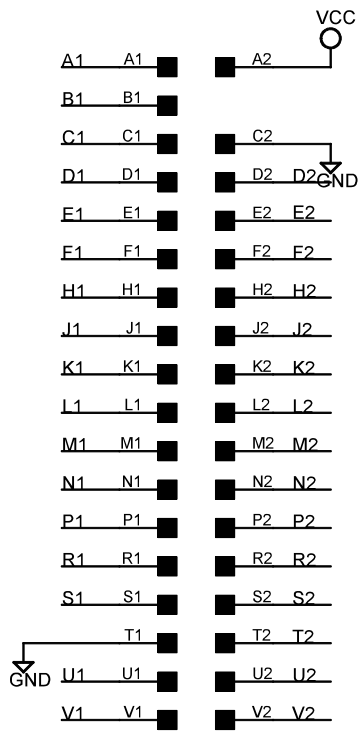 VCC
A1 A1 A2
B1 B1
C1 C1 C2
D1 D1 D2 D2
GND
E1 E1 E2 E2
F1 F1 F2 F2
H1 H1 H2 H2
J1 J1 J2 J2
K1 K1 K2 K2
L1 L1 L2 L2
M1 M1 M2 M2
N1 N1 N2 N2
P1 P1 P2 P2
R1 R1 R2 R2
S1 S1 S2 S2
T1 T2 T2
GND
U1 U1 U2 U2
V1 V1 V2 V2